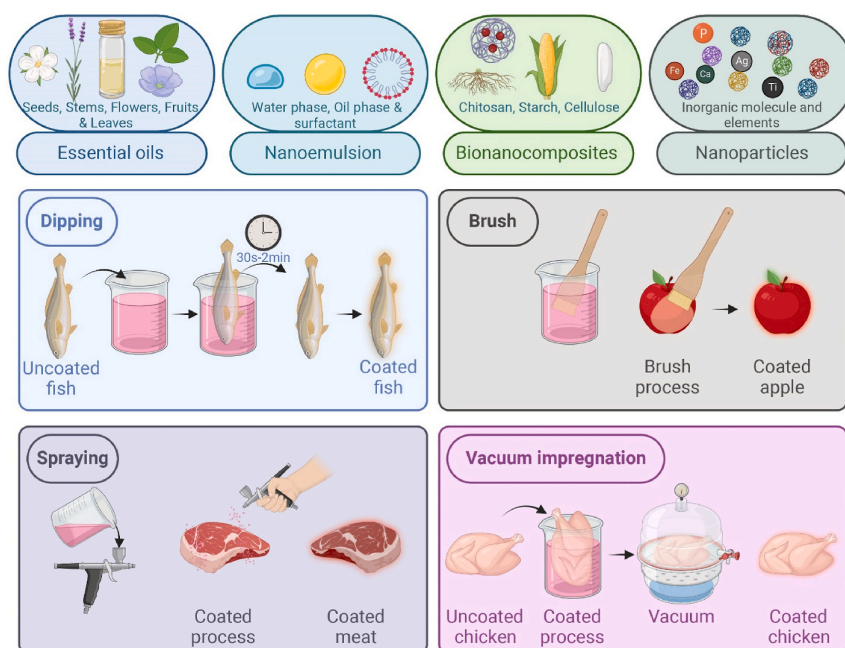 P
Fe
Ca
Ag
Ti
Seeds, Stems, Flowers, Fruits
& Leaves
Water phase, Oil phase &
surfactant
Chitosan, Starch, Cellulose
Inorganic molecule and
elements
Essential oils
Nanoemulsion
Bionanocomposites
Nanoparticles
Dipping
30s-2min
Uncoated
fish
Coated
fish
Brush
Brush
process
Coated
apple
Spraying
Coated
process
Coated
meat
Vacuum impregnation
Uncoated
chicken
Coated
process
Vacuum
Coated
chicken